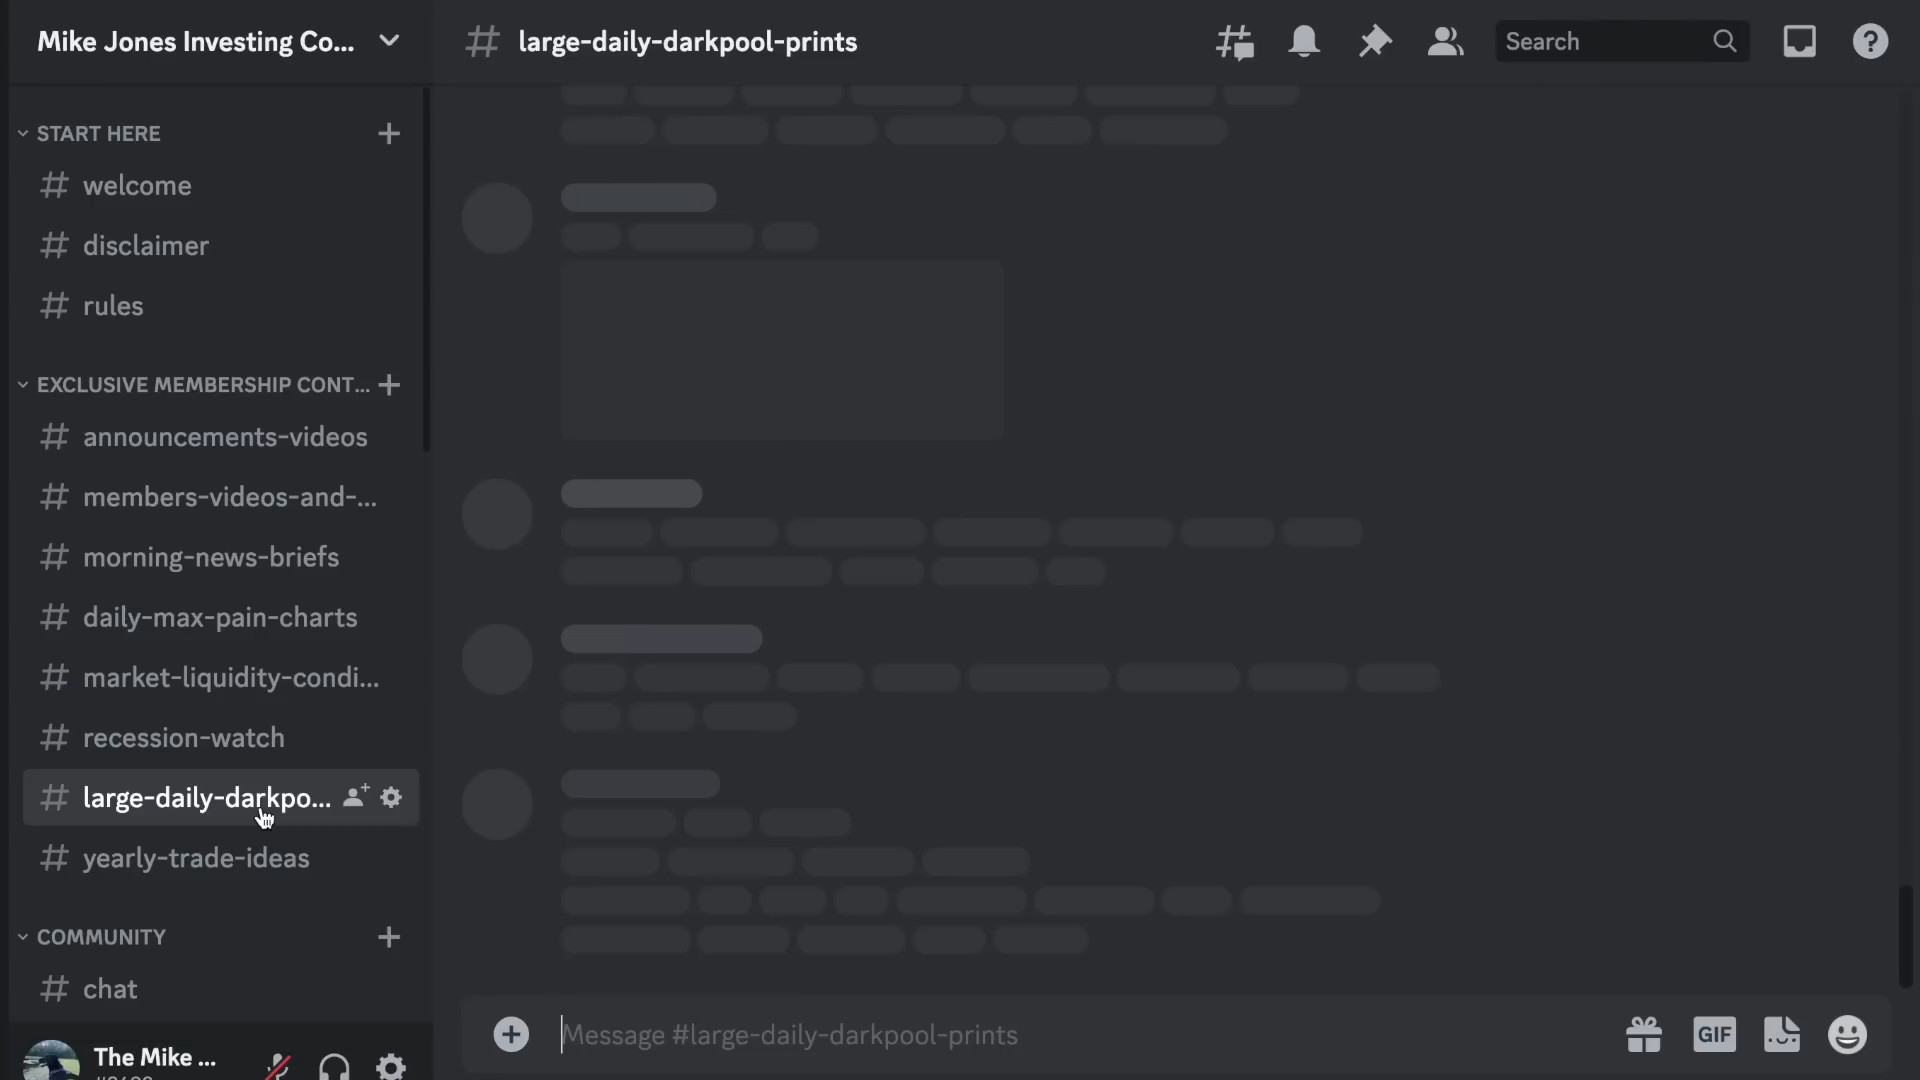 Mike Jones Investing Co...
# large-daily-darkpool-prints
Search
START HERE
# welcome
# disclaimer
# rules
EXCLUSIVE MEMBERSHIP CONT...
# announcements-videos
# members-videos-and-...
# morning-news-briefs
# daily-max-pain-charts
# market-liquidity-condi...
# recession-watch
# large-daily-darkpo...
# yearly-trade-ideas
COMMUNITY
# chat
The Mike ...
Message #large-daily-darkpool-prints
GIF